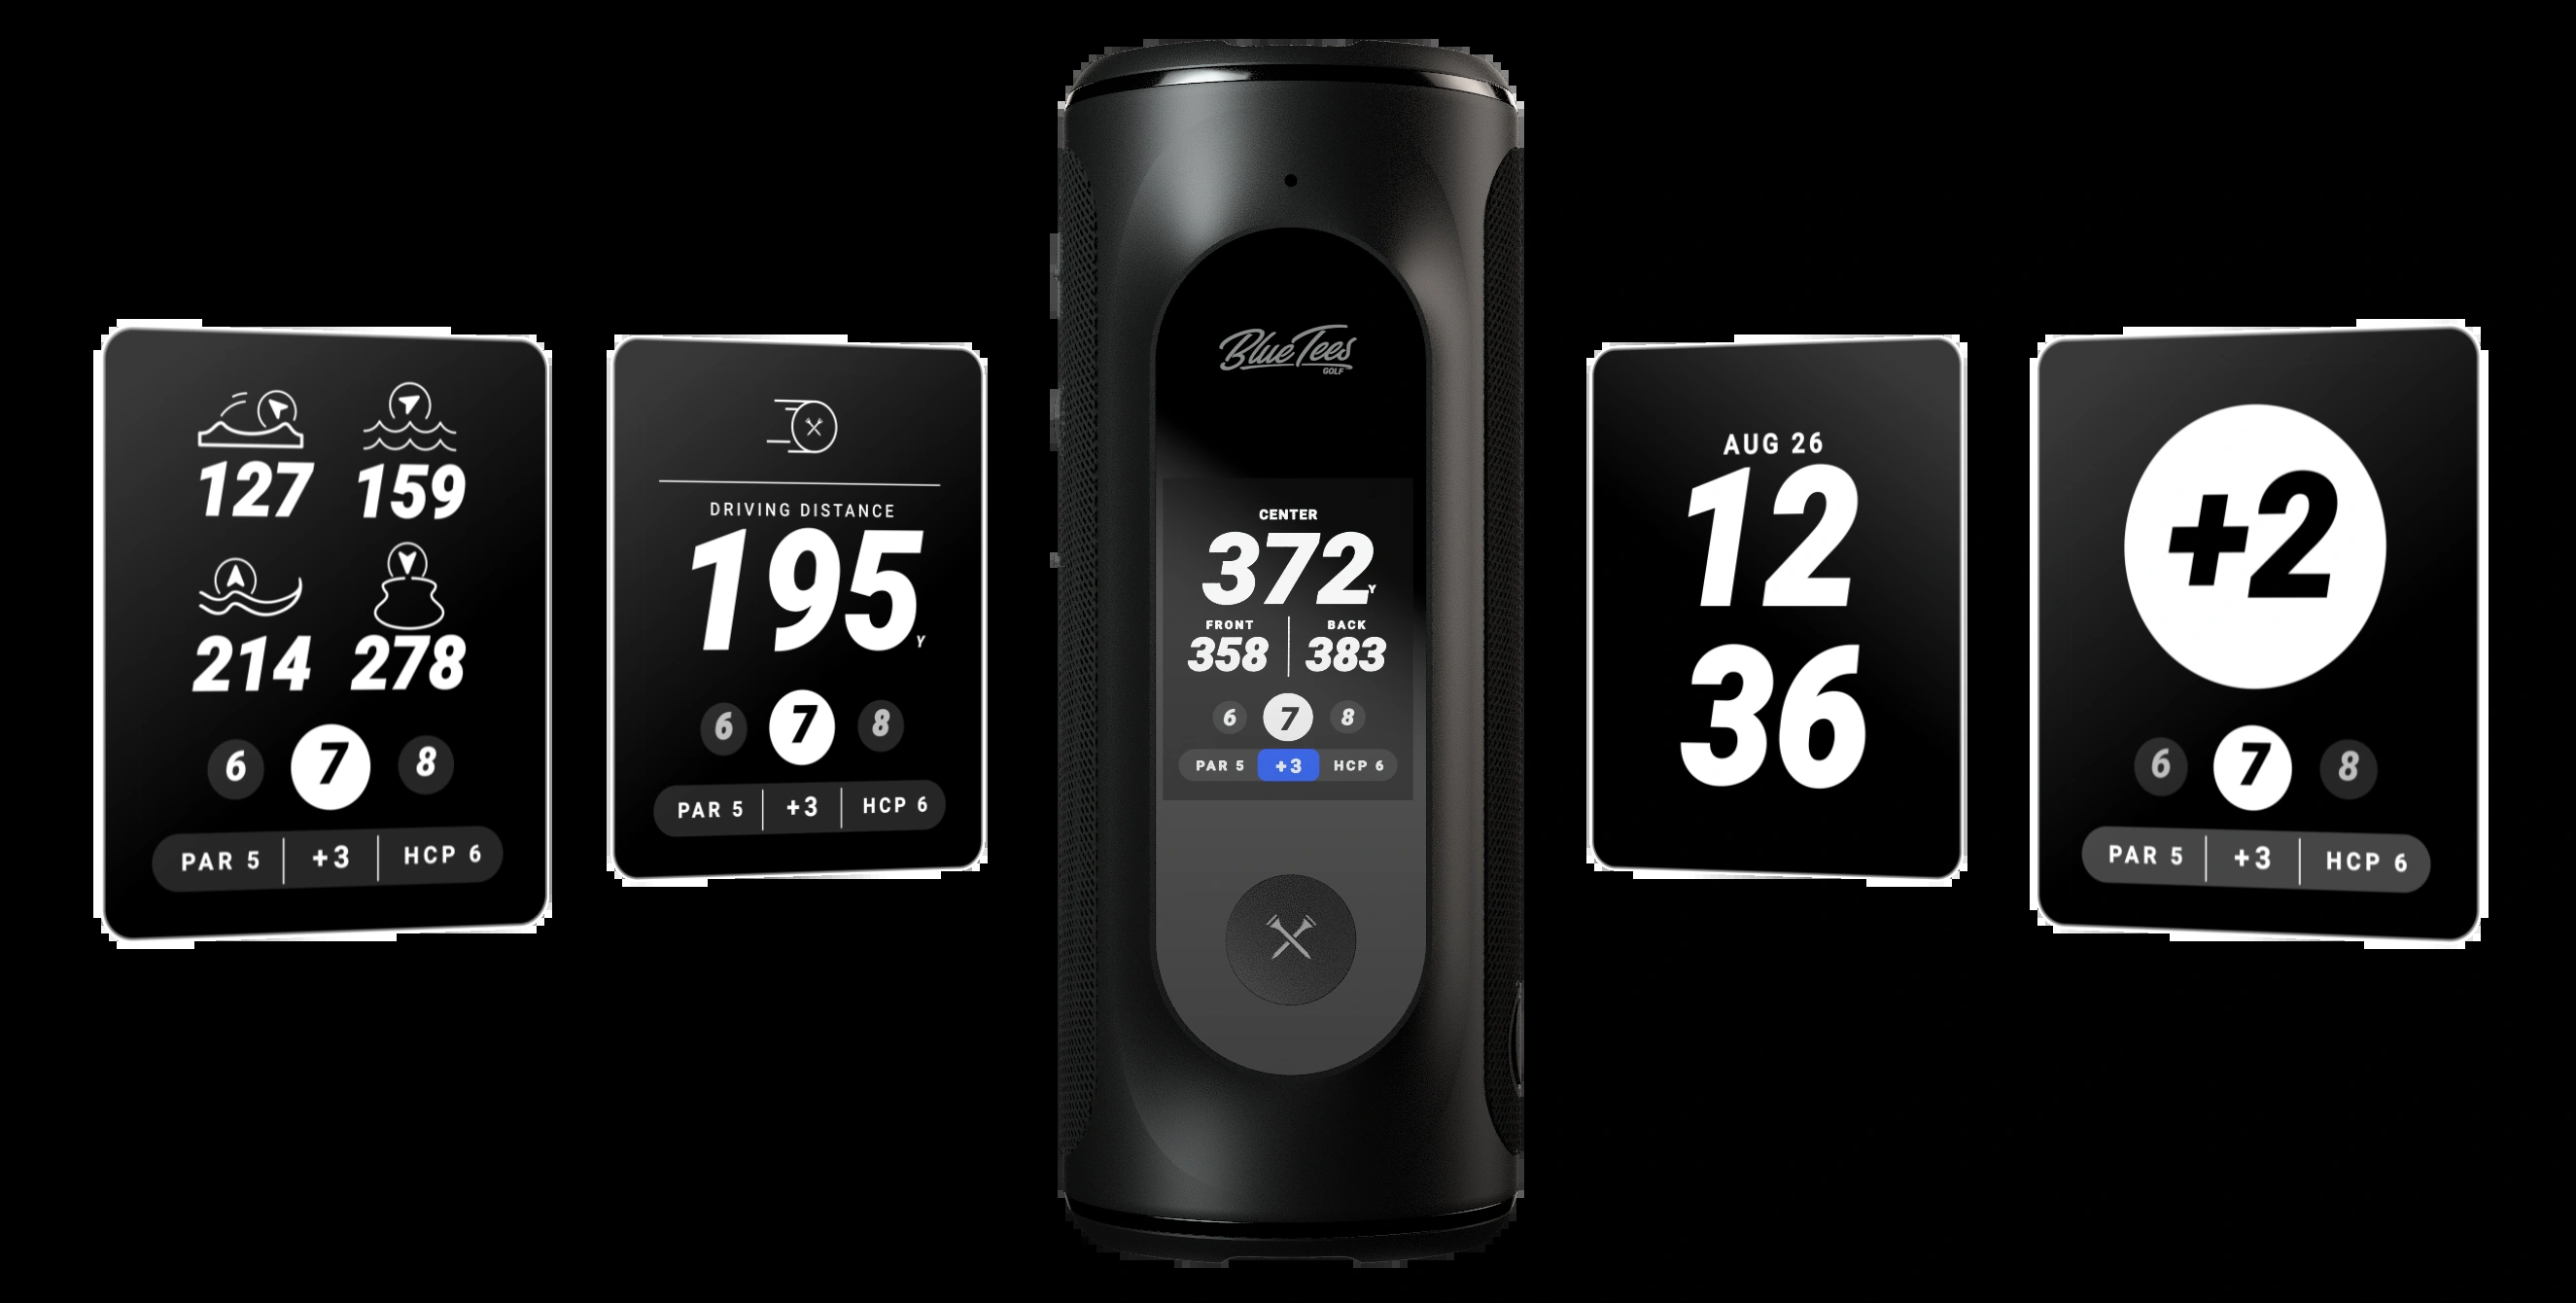 127 159
214 278
6 7 8
PAR 5 +3 HCP 6
DRIVING DISTANCE
195Y
6 7 8
PAR 5 +3 HCP 6
Blue Tees
GOLF
CENTER
372Y
FRONT BACK
358 383
6 7 8
PAR 5 +3 HCP 6
AUG 26
12
36
+2
6 7 8
PAR 5 +3 HCP 6